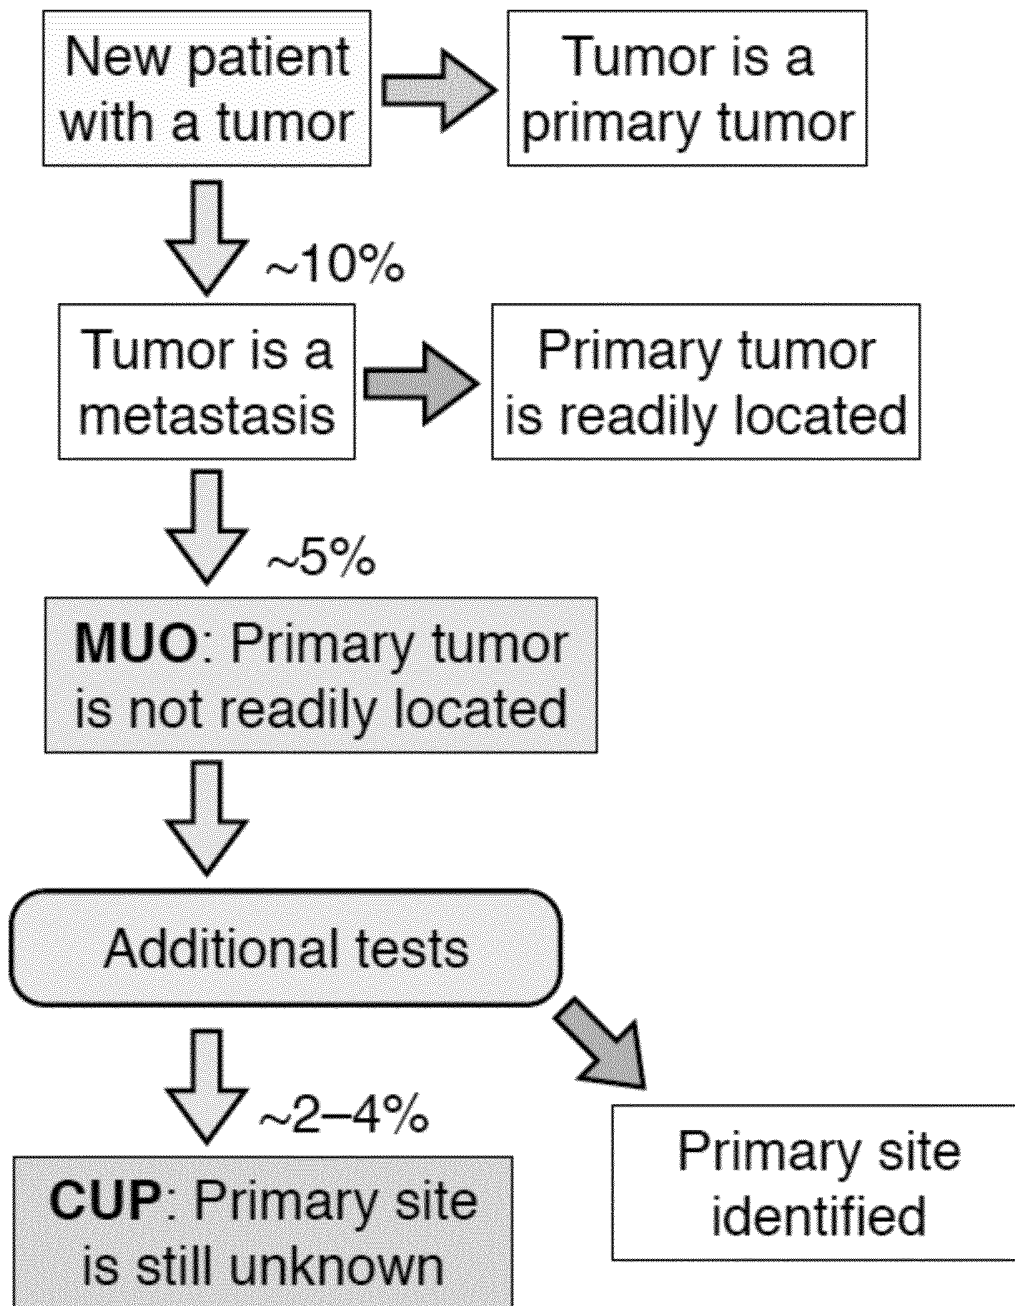 New patient
with a tumor
Tumor is a
primary tumor
~10%
Tumor is a
metastasis
Primary tumor
is readily located
~5%
MUO: Primary tumor
is not readily located
Additional tests
~2–4%
CUP: Primary site
is still unknown
Primary site
identified